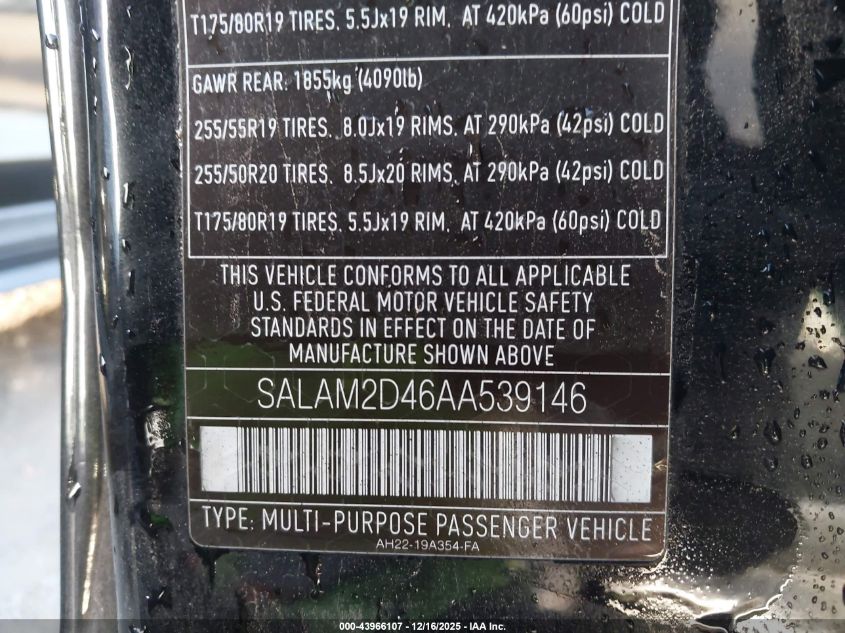 T175/80R19 TIRES. 5.5Jx19 RIM. AT 420kPa (60psi) COLD
GAWR REAR: 1855kg (4090lb)
255/55R19 TIRES. 8.0Jx19 RIMS. AT 290kPa (42psi) COLD
255/50R20 TIRES. 8.5Jx20 RIMS. AT 290kPa (42psi) COLD
T175/80R19 TIRES. 5.5Jx19 RIM. AT 420kPa (60psi) COLD
THIS VEHICLE CONFORMS TO ALL APPLICABLE
U.S. FEDERAL MOTOR VEHICLE SAFETY
STANDARDS IN EFFECT ON THE DATE OF
MANUFACTURE SHOWN ABOVE
SALAM2D46AA539146
TYPE: MULTI-PURPOSE PASSENGER VEHICLE
AH22-19A354-FA
000-43966107 - 12/16/2025 - IAA Inc.